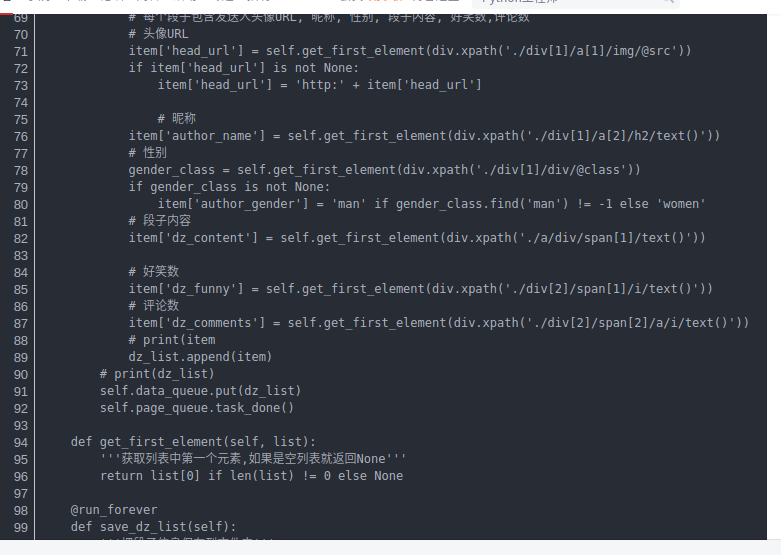 69 # 每个段子包含发送人头像URL, 昵称, 性别, 段子内容, 好笑数,评论数
70 # 头像URL
71 item['head_url'] = self.get_first_element(div.xpath('./div[1]/a[1]/img/@src'))
72 if item['head_url'] is not None:
73 item['head_url'] = 'http:' + item['head_url']
74
75 # 昵称
76 item['author_name'] = self.get_first_element(div.xpath('./div[1]/a[2]/h2/text()'))
77 # 性别
78 gender_class = self.get_first_element(div.xpath('./div[1]/div/@class'))
79 if gender_class is not None:
80 item['author_gender'] = 'man' if gender_class.find('man') != -1 else 'women'
81 # 段子内容
82 item['dz_content'] = self.get_first_element(div.xpath('./a/div/span[1]/text()'))
83
84 # 好笑数
85 item['dz_funny'] = self.get_first_element(div.xpath('./div[2]/span[1]/i/text()'))
86 # 评论数
87 item['dz_comments'] = self.get_first_element(div.xpath('./div[2]/span[2]/a/i/text()'))
88 # print(item
89 dz_list.append(item)
90 # print(dz_list)
91 self.data_queue.put(dz_list)
92 self.page_queue.task_done()
93
94 def get_first_element(self, list):
95 '''获取列表中第一个元素,如果是空列表就返回None'''
96 return list[0] if len(list) != 0 else None
97
98 @run_forever
99 def save_dz_list(self):